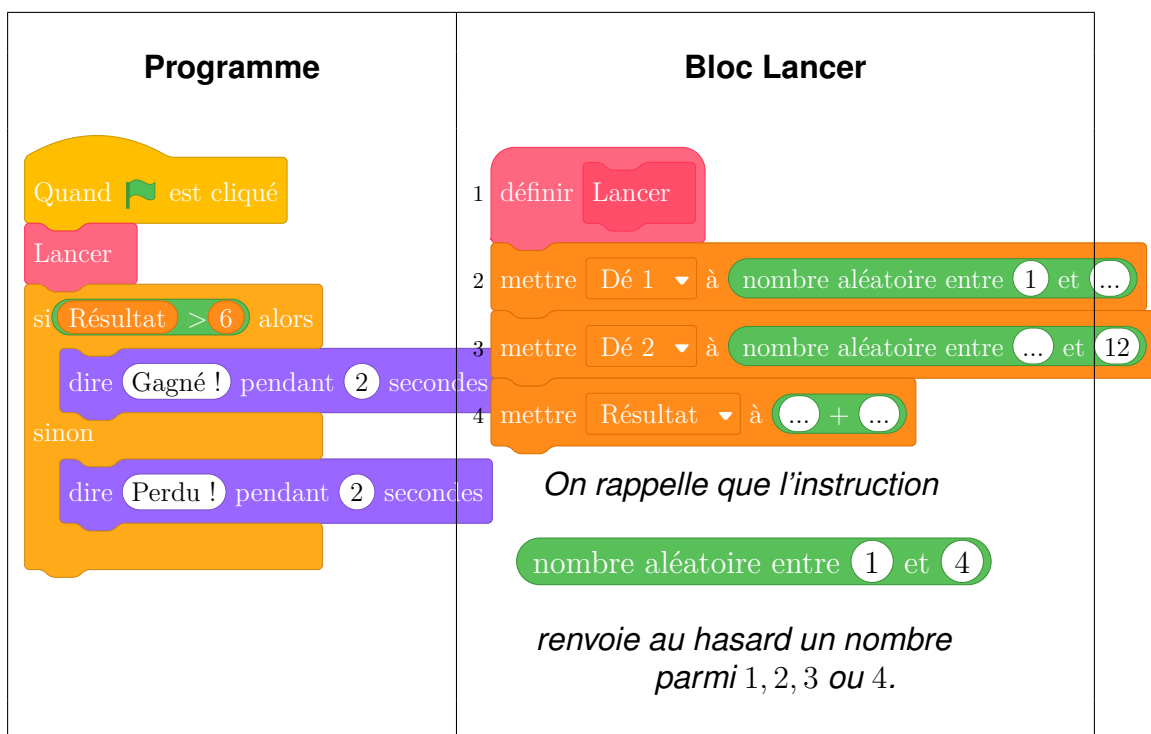 Programme
Quand est cliqué
Lancer
si Résultat > 6 alors
dire Gagné ! pendant 2 secondes
sinon
dire Perdu ! pendant 2 secondes
Bloc Lancer
1 définir Lancer
2 mettre Dé 1 à nombre aléatoire entre 1 et ...
3 mettre Dé 2 à nombre aléatoire entre ... et 12
4 mettre Résultat à ... + ...
On rappelle que l'instruction
nombre aléatoire entre 1 et 4
renvoie au hasard un nombre
parmi 1, 2, 3 ou 4.